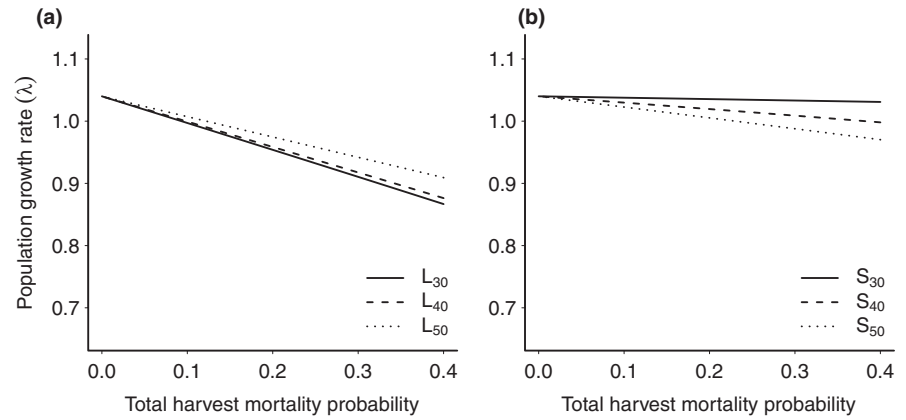 (a)
Population growth rate (λ)
1.1
1.0
0.9
0.8
0.7
L30
L40
L50
0.0 0.1 0.2 0.3 0.4
Total harvest mortality probability
(b)
1.1
1.0
0.9
0.8
0.7
S30
S40
S50
0.0 0.1 0.2 0.3 0.4
Total harvest mortality probability